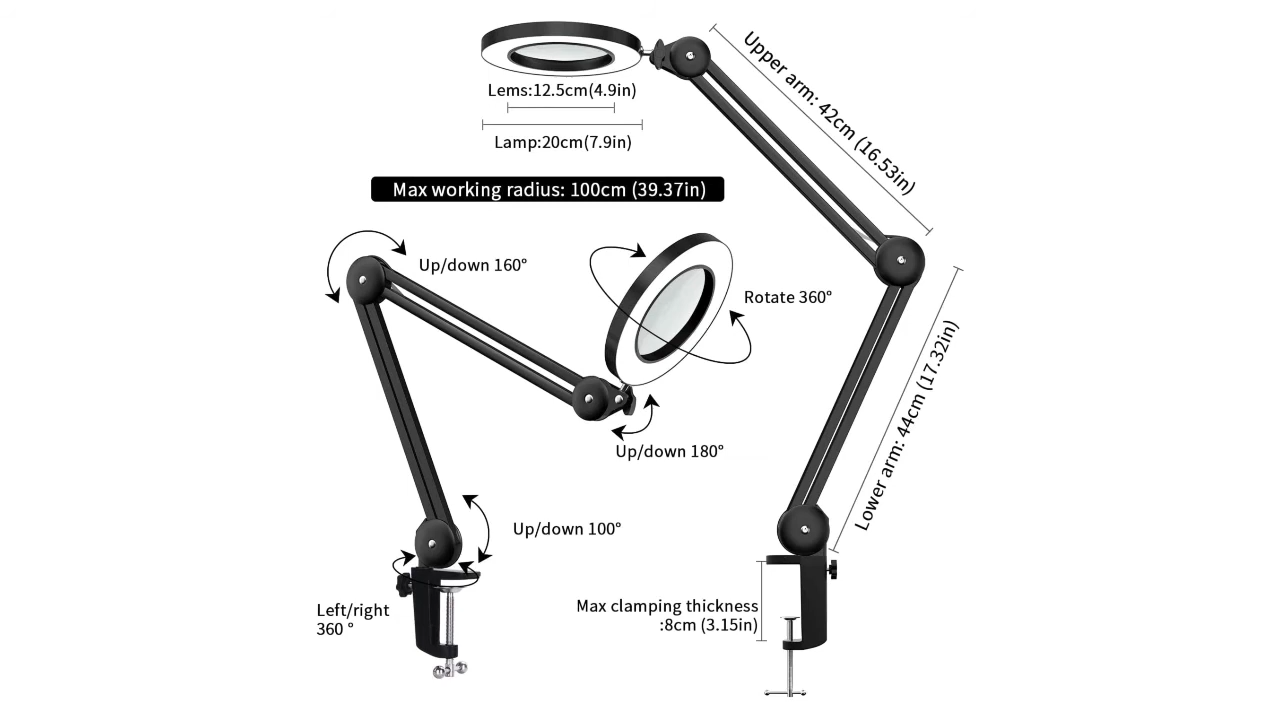 Lems:12.5cm(4.9in)
Lamp:20cm(7.9in)
Upper arm: 42cm (16.53in)
Max working radius: 100cm (39.37in)
Up/down 160°
Rotate 360°
Lower arm: 44cm (17.32in)
Up/down 180°
Up/down 100°
Left/right
360 °
Max clamping thickness
:8cm (3.15in)